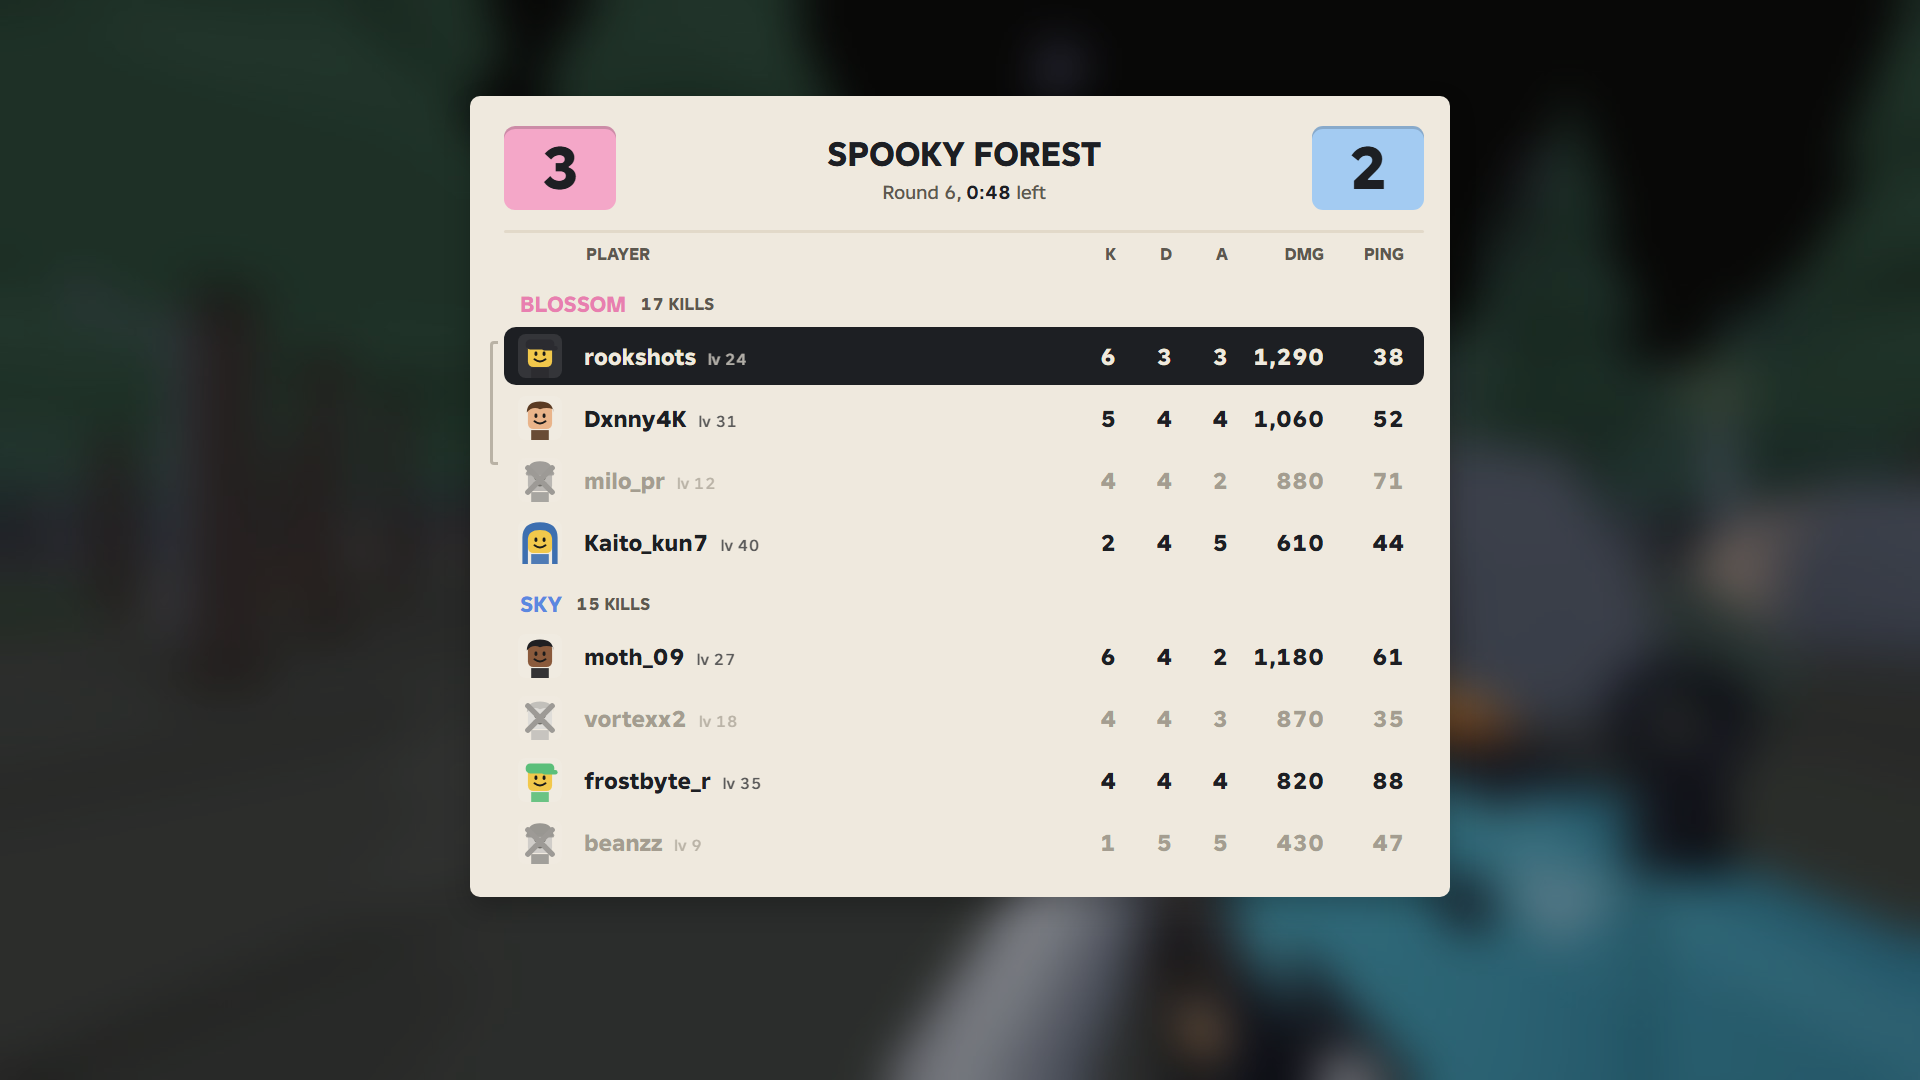 3 SPOOKY FOREST 2
Round 6, 0:48 left
PLAYER K D A DMG PING
BLOSSOM 17 KILLS
rookshots lv 24 6 3 3 1,290 38
Dxnny4K lv 31 5 4 4 1,060 52
milo_pr lv 12 4 4 2 880 71
Kaito_kun7 lv 40 2 4 5 610 44
SKY 15 KILLS
moth_09 lv 27 6 4 2 1,180 61
vortexx2 lv 18 4 4 3 870 35
frostbyte_r lv 35 4 4 4 820 88
beanzz lv 9 1 5 5 430 47